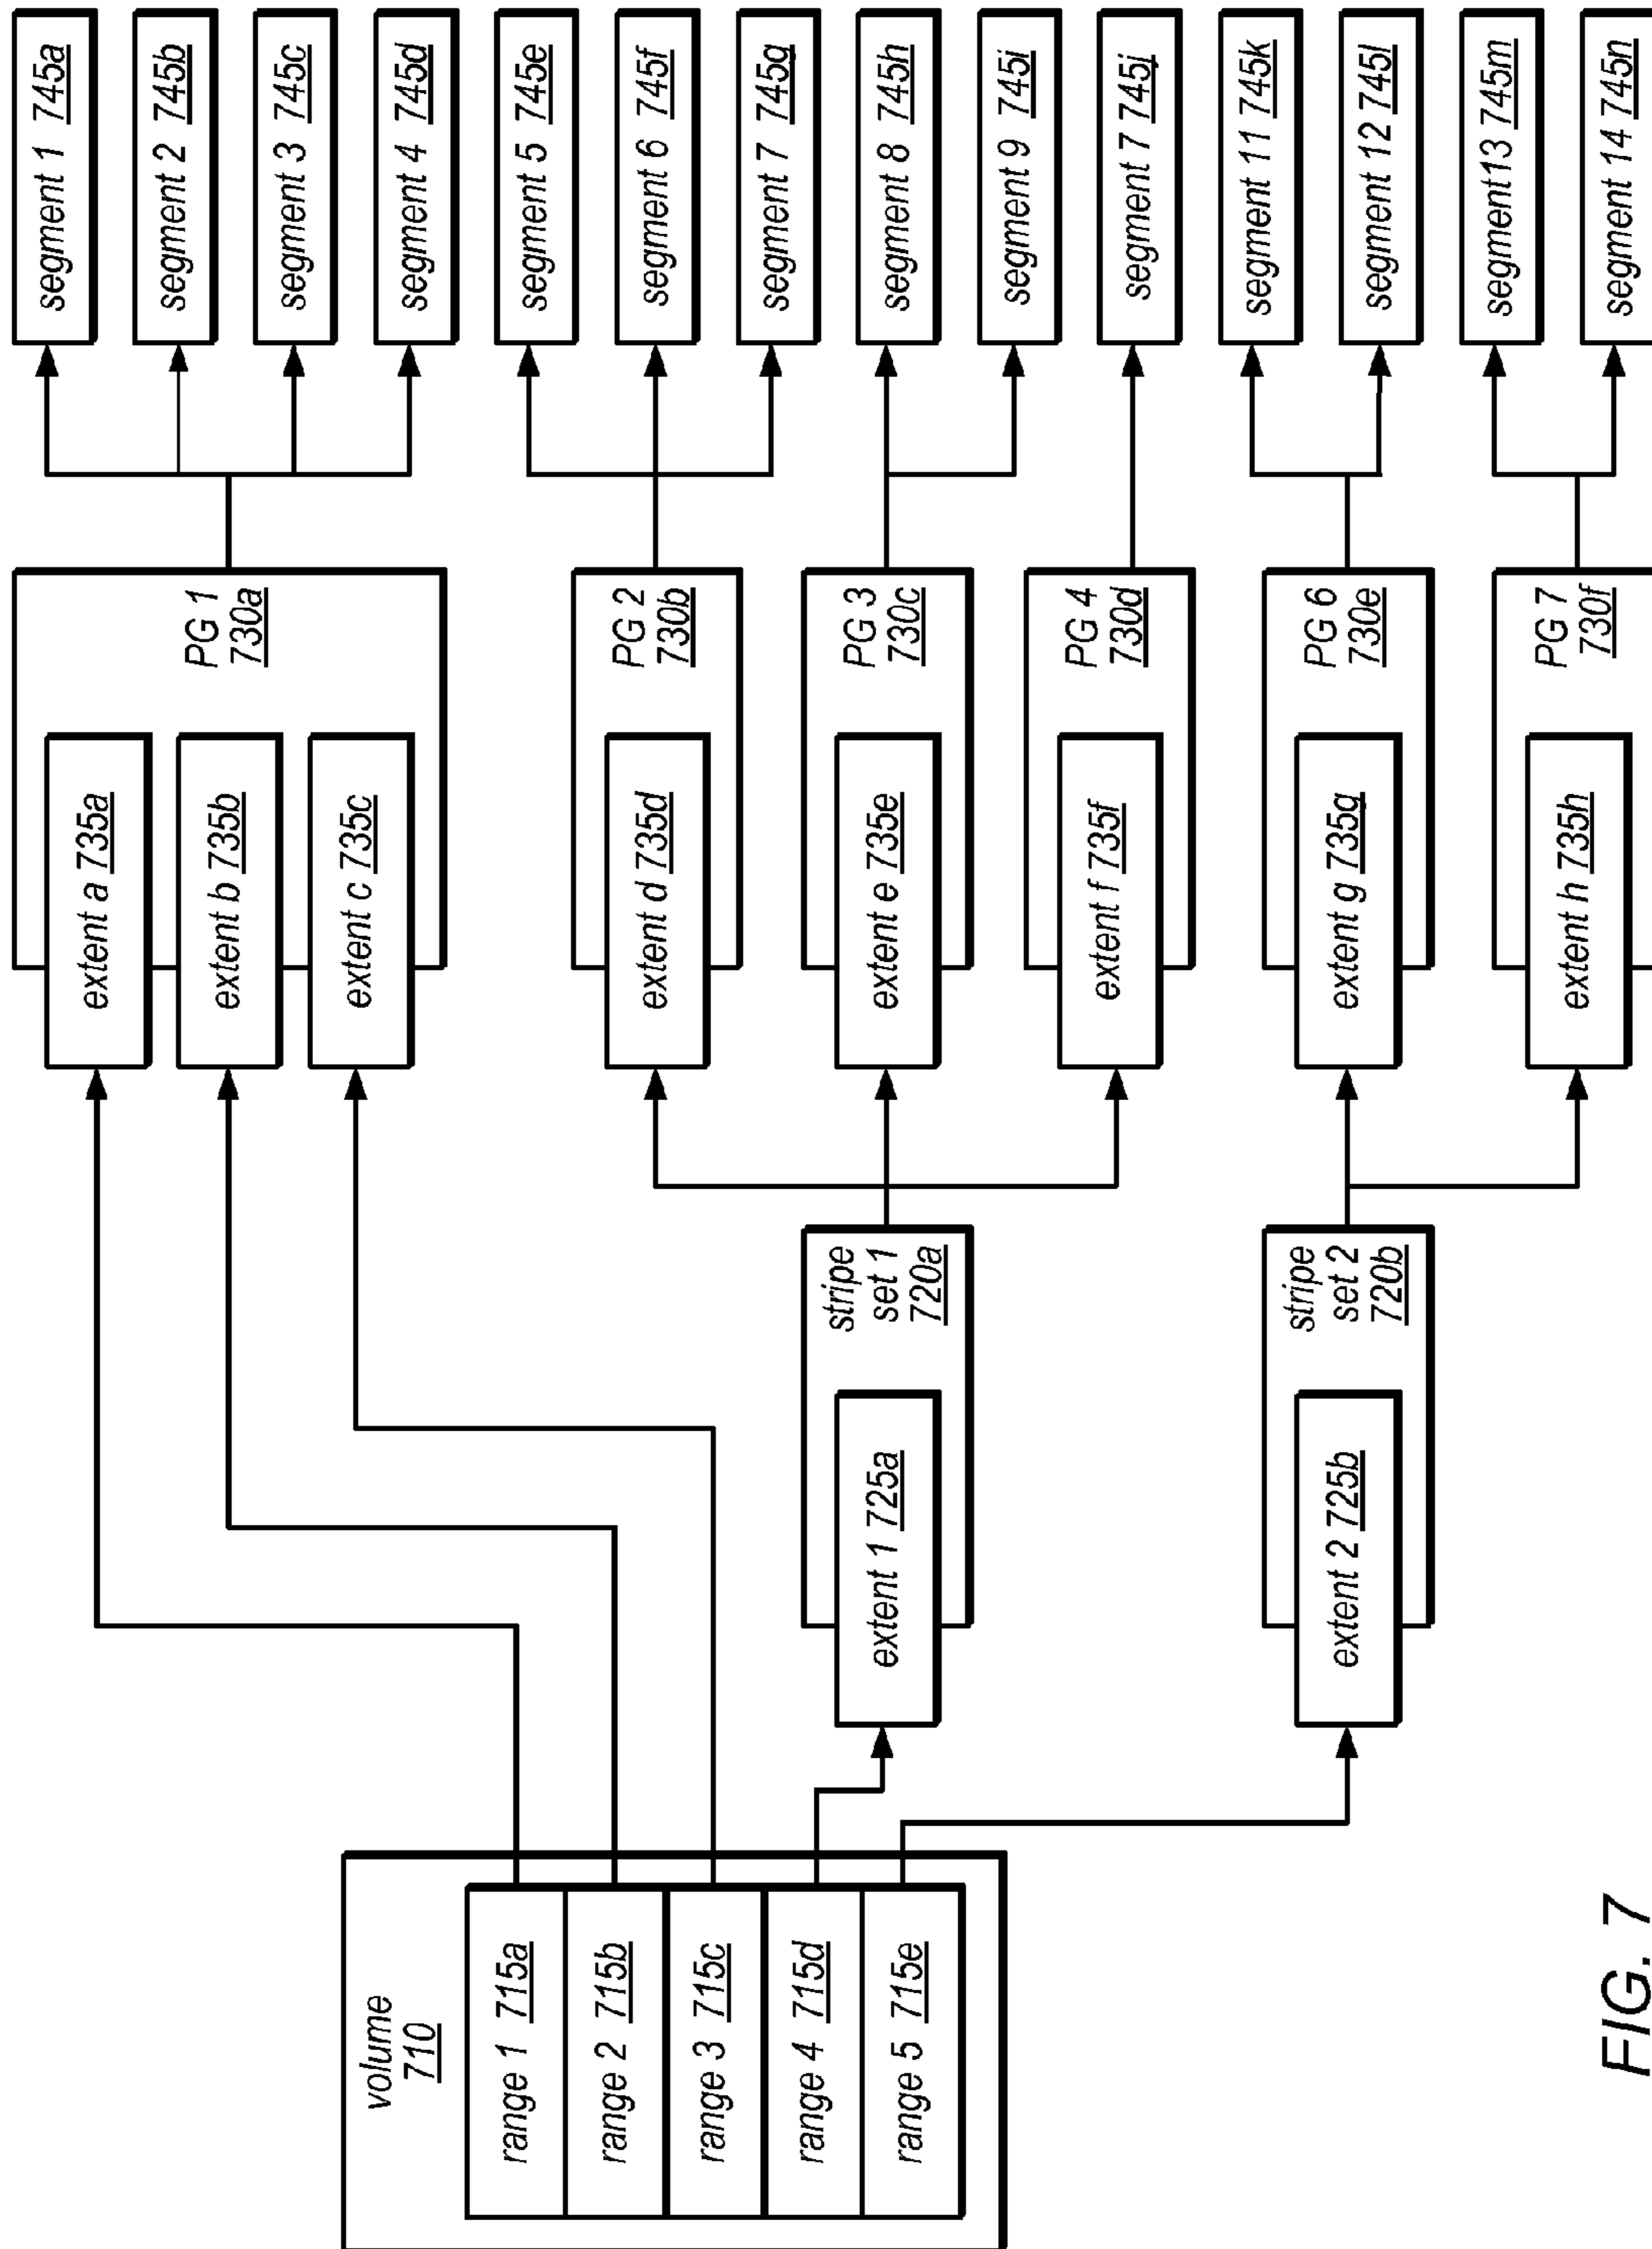 volume
710
range 1 715a
range 2 715b
range 3 715c
range 4 715d
range 5 715e
extent 1 725a
stripe
set 1
720a
extent 2 725b
stripe
set 2
720b
extent a 735a
extent b 735b
extent c 735c
PG 1
730a
extent d 735d
PG 2
730b
extent e 735e
PG 3
730c
extent f 735f
PG 4
730d
extent g 735g
PG 6
730e
extent h 735h
PG 7
730f
segment 1 745a
segment 2 745b
segment 3 745c
segment 4 745d
segment 5 745e
segment 6 745f
segment 7 745g
segment 8 745h
segment 9 745i
segment 7 745j
segment 11 745k
segment 12 745l
segment13 745m
segment 14 745n
FIG. 7